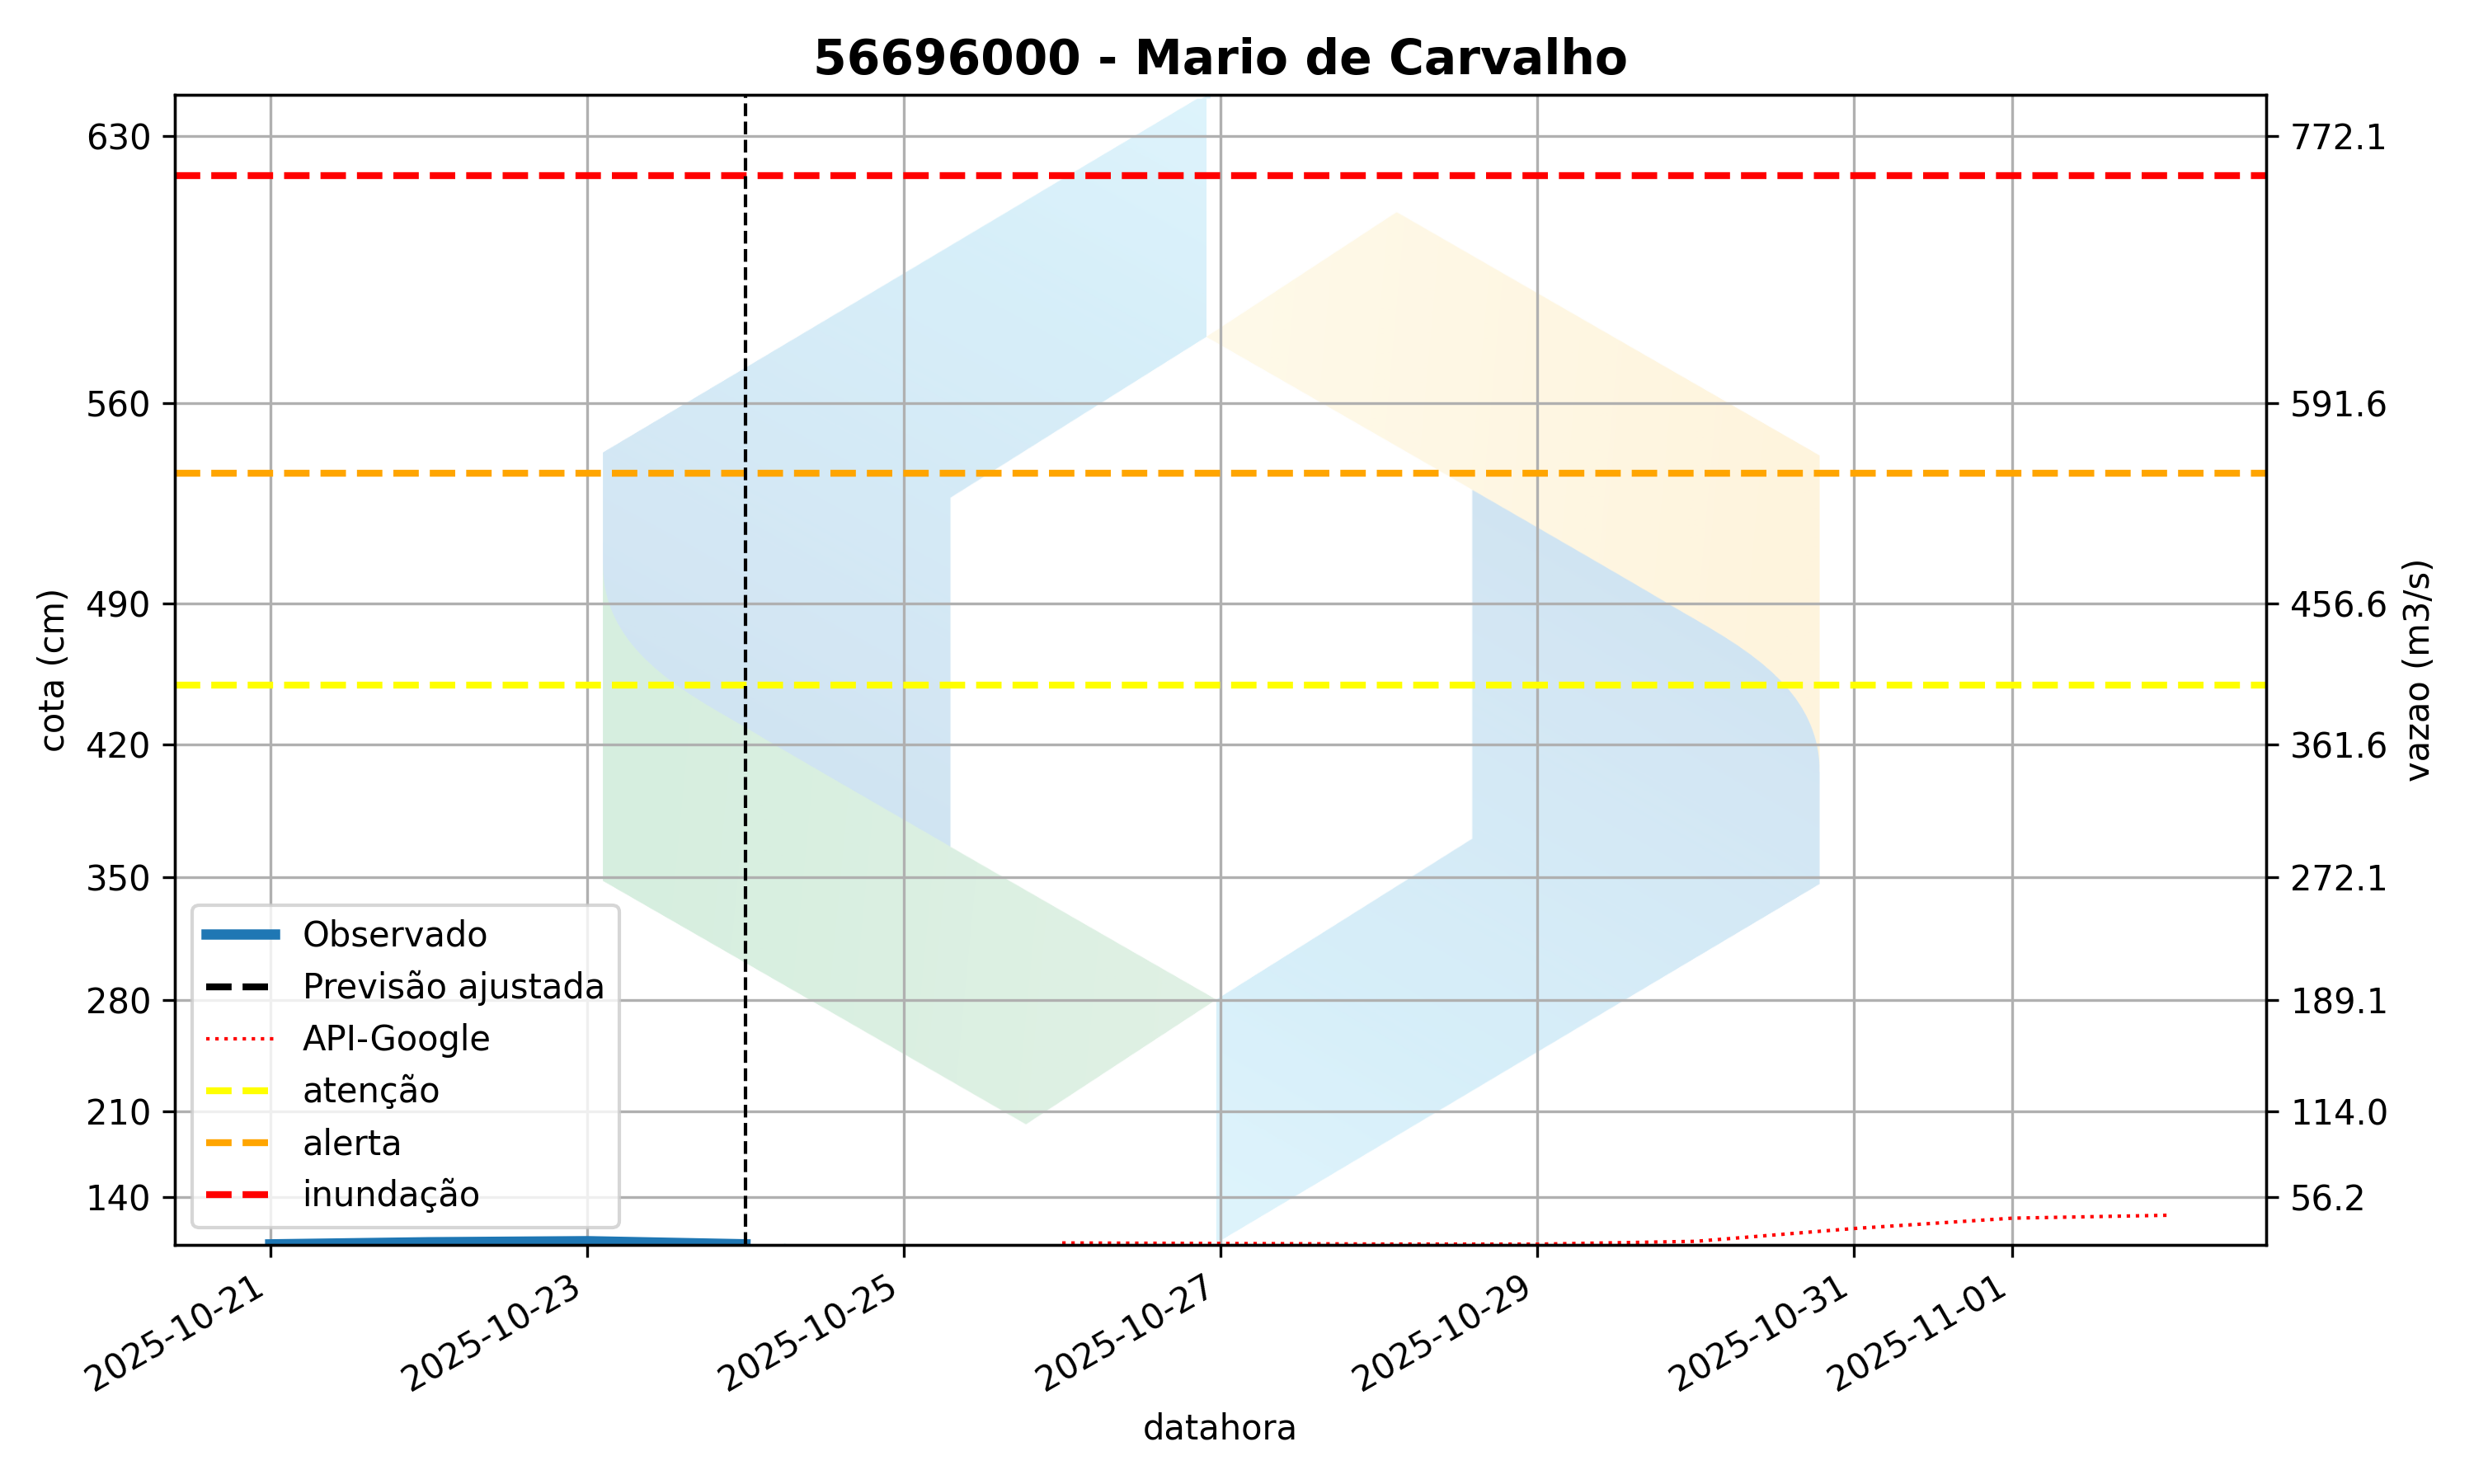 56696000 - Mario de Carvalho
630
560
490
420
350
280
210
140
cota (cm)
772.1
591.6
456.6
361.6
272.1
189.1
114.0
56.2
vazao (m3/s)
Observado
Previsão ajustada
API-Google
atenção
alerta
inundação
2025-10-21
2025-10-23
2025-10-25
2025-10-27
2025-10-29
2025-10-31
2025-11-01
datahora